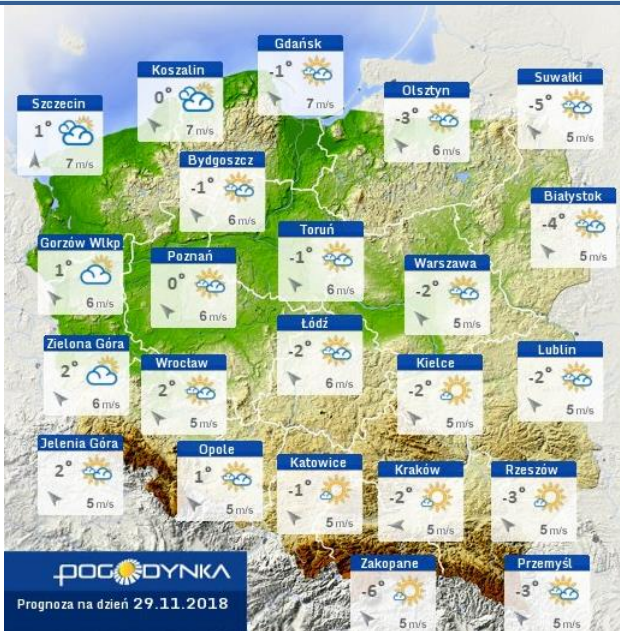 Gdańsk
-1°
7 m/s
Koszalin
0°
7 m/s
Suwałki
-5°
5 m/s
Olsztyn
-3°
6 m/s
Szczecin
1°
7 m/s
Bydgoszcz
-1°
6 m/s
Białystok
-4°
5 m/s
Toruń
-1°
6 m/s
Gorzów Wlkp
1°
6 m/s
Poznań
0°
6 m/s
Warszawa
-2°
5 m/s
Łódź
-2°
6 m/s
Zielona Góra
2°
6 m/s
Wrocław
2°
5 m/s
Kielce
-2°
5 m/s
Lublin
-2°
5 m/s
Jelenia Góra
2°
5 m/s
Opole
1°
5 m/s
Katowice
-1°
5 m/s
Kraków
-2°
5 m/s
Rzeszów
-3°
5 m/s
Zakopane
-6°
5 m/s
Przemyśl
-3°
5 m/s
POGODYNKA
Prognoza na dzień 29.11.2018